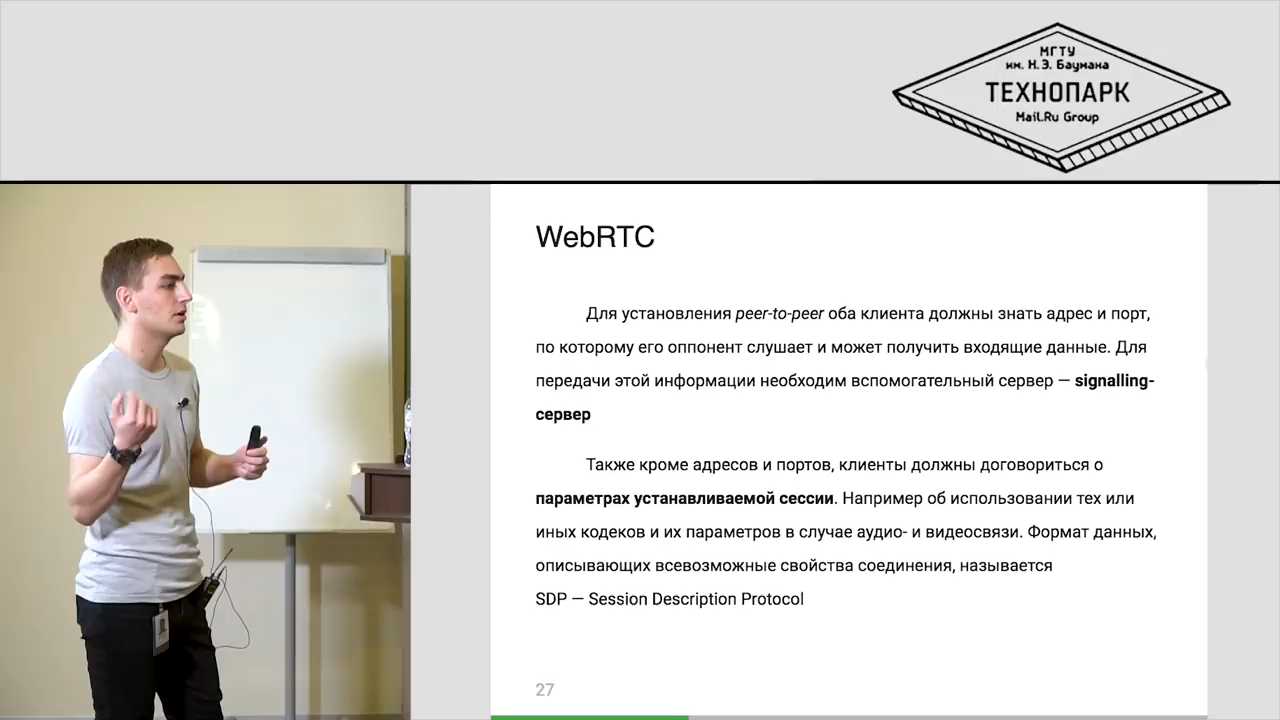 МГТУ
им. Н.Э. Баумана
ТЕХНОПАРК
Mail.Ru Group
WebRTC
Для установления peer-to-peer оба клиента должны знать адрес и порт,
по которому его оппонент слушает и может получить входящие данные. Для
передачи этой информации необходим вспомогательный сервер — signalling-
сервер
Также кроме адресов и портов, клиенты должны договориться о
параметрах устанавливаемой сессии. Например об использовании тех или
иных кодеков и их параметров в случае аудио- и видеосвязи. Формат данных,
описывающих всевозможные свойства соединения, называется
SDP — Session Description Protocol
27